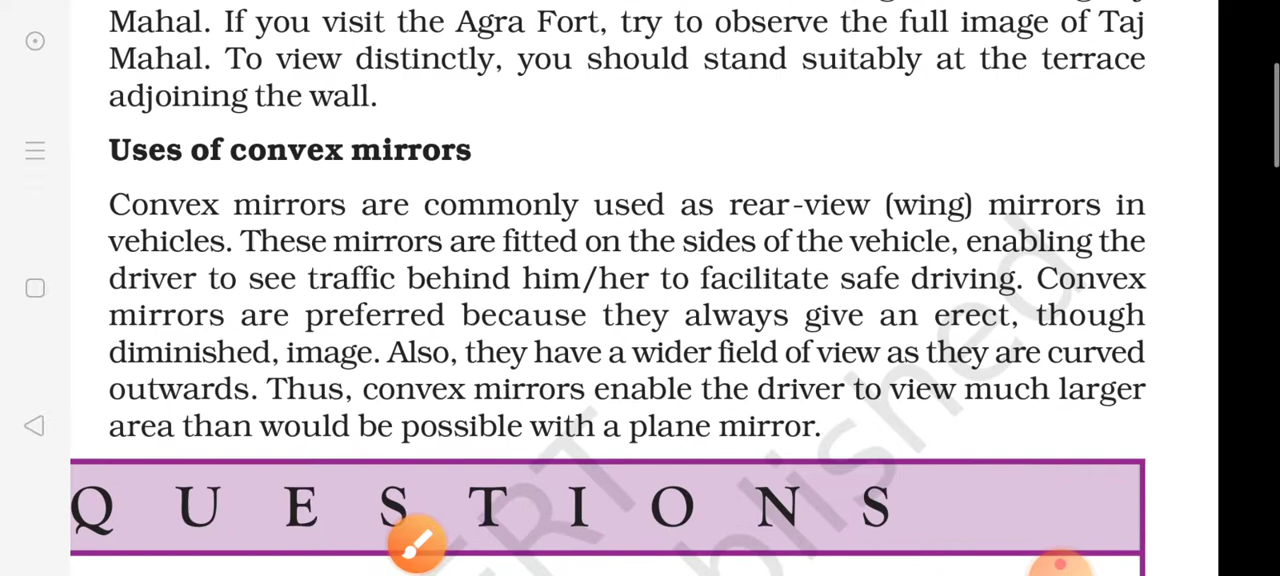 Mahal. If you visit the Agra Fort, try to observe the full image of Taj
Mahal. To view distinctly, you should stand suitably at the terrace
adjoining the wall.
Uses of convex mirrors
Convex mirrors are commonly used as rear-view (wing) mirrors in
vehicles. These mirrors are fitted on the sides of the vehicle, enabling the
driver to see traffic behind him/her to facilitate safe driving. Convex
mirrors are preferred because they always give an erect, though
diminished, image. Also, they have a wider field of view as they are curved
outwards. Thus, convex mirrors enable the driver to view much larger
area than would be possible with a plane mirror.
Q U E S T I O N S